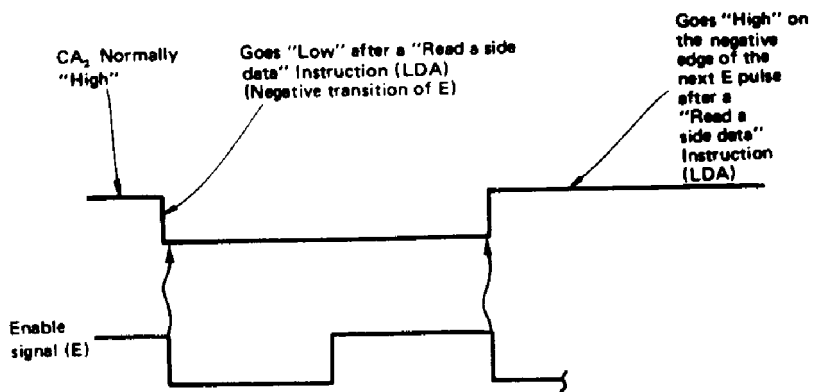 CA₂ Normally
"High"
Goes "Low" after a "Read a side
data" Instruction (LDA)
(Negative transition of E)
Goes "High" on
the negative
edge of the
next E pulse
after a
"Read a
side data"
Instruction
(LDA)
Enable
signal (E)